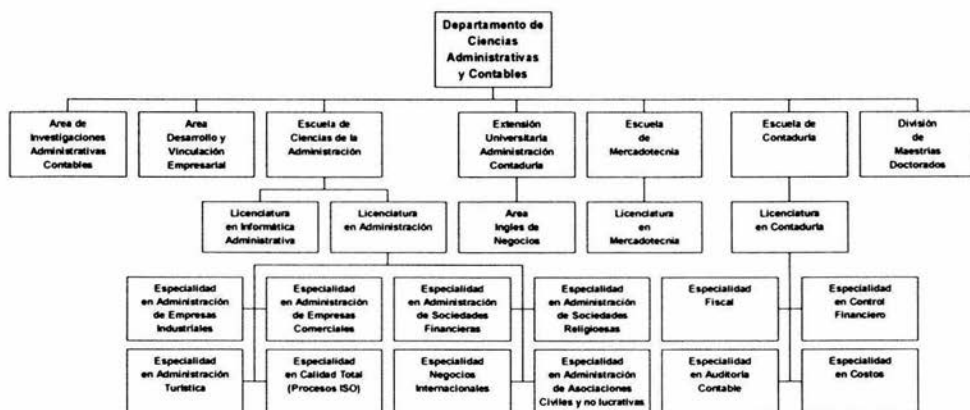 Departamento de
Ciencias
Administrativas
y Contables
Area de
Investigaciones
Administrativas
Contables
Area
Desarrollo y
Vinculación
Empresarial
Escuela de
Ciencias de la
Administración
Extensión
Universitaria
Administración
Contaduría
Escuela
de
Mercadotecnia
Escuela de
Contaduría
División
de
Maestrías
Doctorados
Licenciatura
en Informática
Administrativa
Licenciatura
en Administración
Area
Ingles de
Negocios
Licenciatura
en
Mercadotecnia
Licenciatura
en Contaduría
Especialidad
en Administración
de Empresas
Industriales
Especialidad
en Administración
de Empresas
Comerciales
Especialidad
en Administración
de Sociedades
Financieras
Especialidad
en Administración
de Sociedades
Religiosesas
Especialidad
Fiscal
Especialidad
en Control
Financiero
Especialidad
en Administración
Turística
Especialidad
en Calidad Total
(Procesos ISO)
Especialidad
Negocios
Internacionales
Especialidad
en Administración
de Asociaciones
Civiles y no lucrativas
Especialidad
en Auditoría
Contable
Especialidad
en Costos